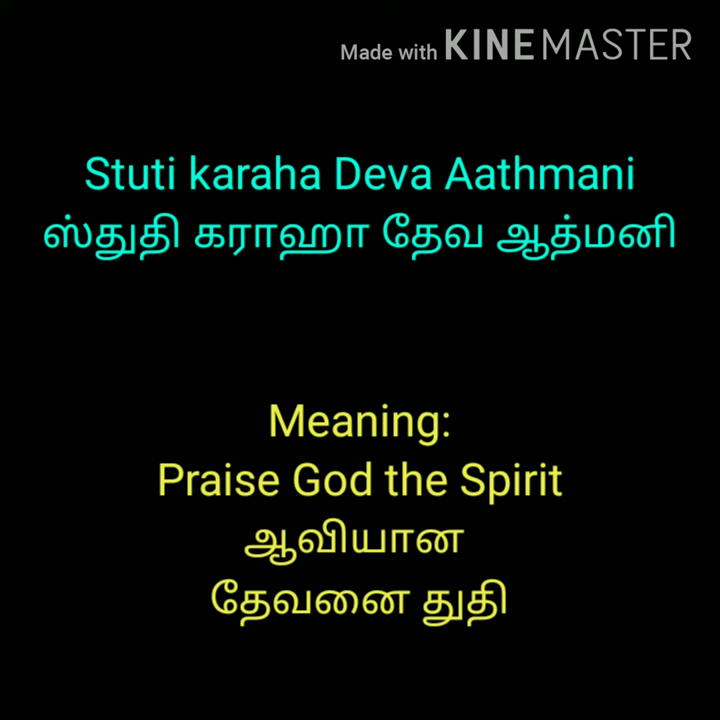 Made with KINEMASTER
Stuti karaha Deva Aathmani
ஸ்துதி கராஹா தேவ ஆத்மனி
Meaning:
Praise God the Spirit
ஆவியான
தேவனை துதி